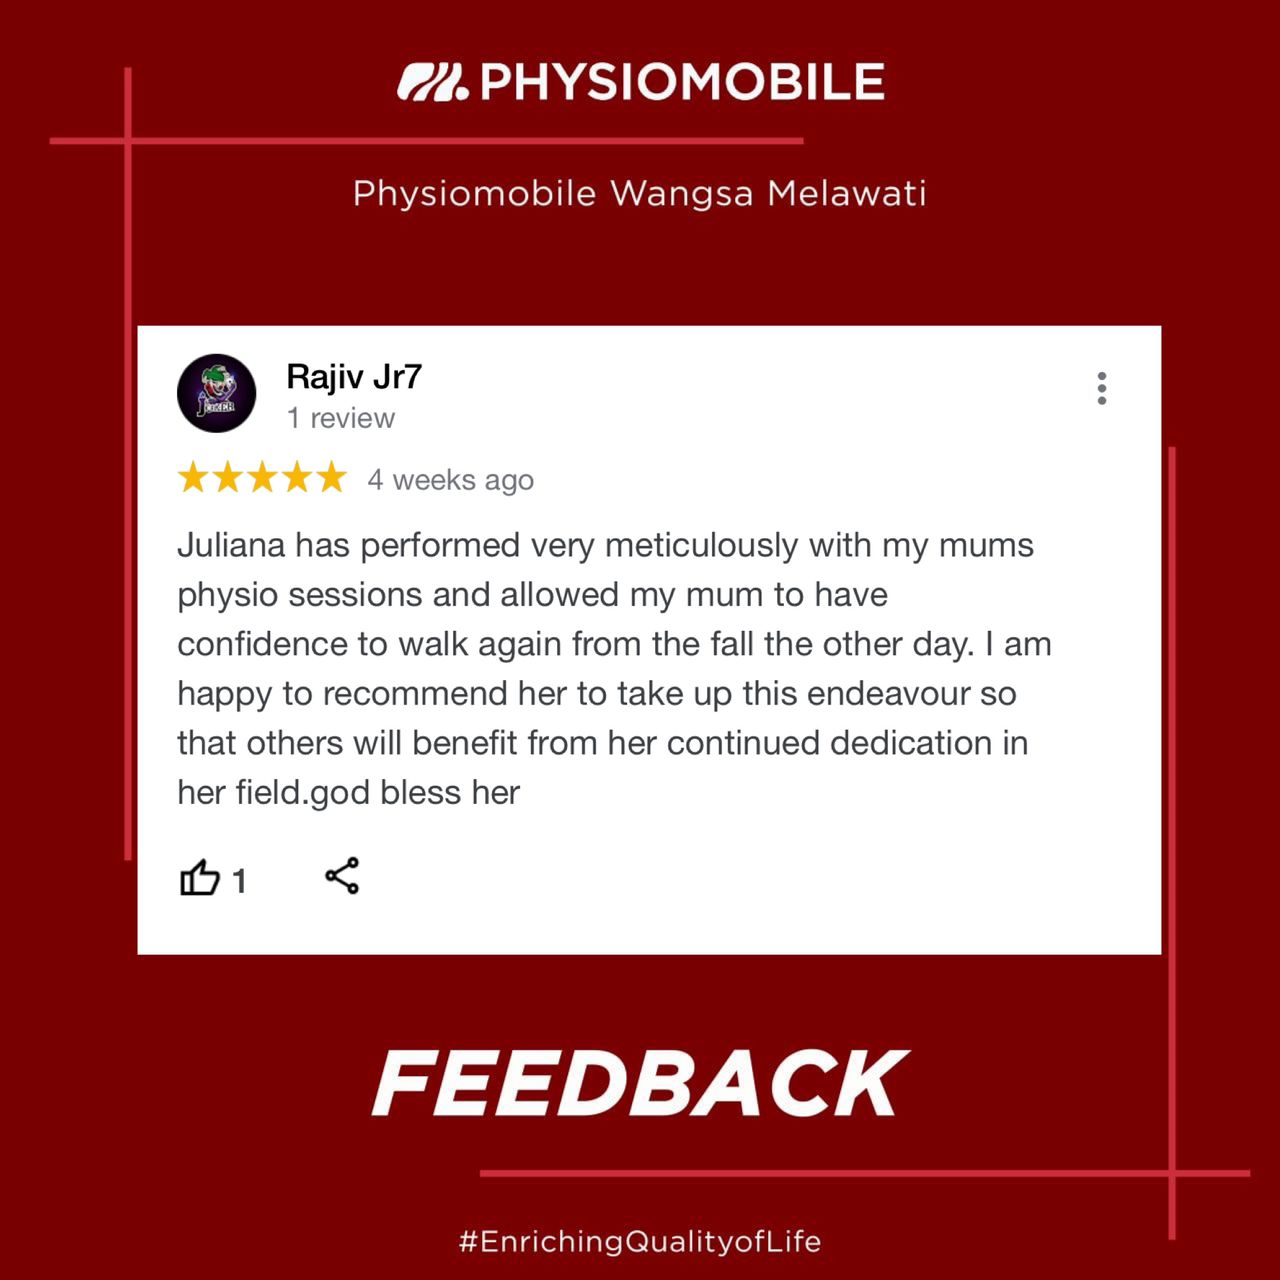 PHYSIOMOBILE
Physiomobile Wangsa Melawati
JOKER
Rajiv Jr7
1 review
4 weeks ago
Juliana has performed very meticulously with my mums
physio sessions and allowed my mum to have
confidence to walk again from the fall the other day. I am
happy to recommend her to take up this endeavour so
that others will benefit from her continued dedication in
her field.god bless her
1
FEEDBACK
#EnrichingQualityofLife